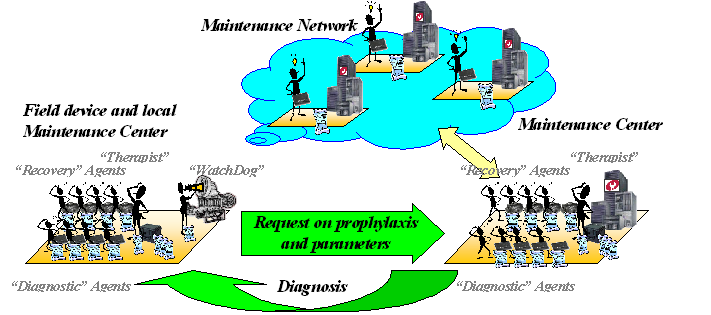 Maintenance Network
Field device and local
Maintenance Center
Maintenance Center
"Therapist"
"Recovery" Agents
"WatchDog"
"Therapist"
"Recovery" Agents
Request on prophylaxis
and parameters
"Diagnostic" Agents
Diagnosis
"Diagnostic" Agents